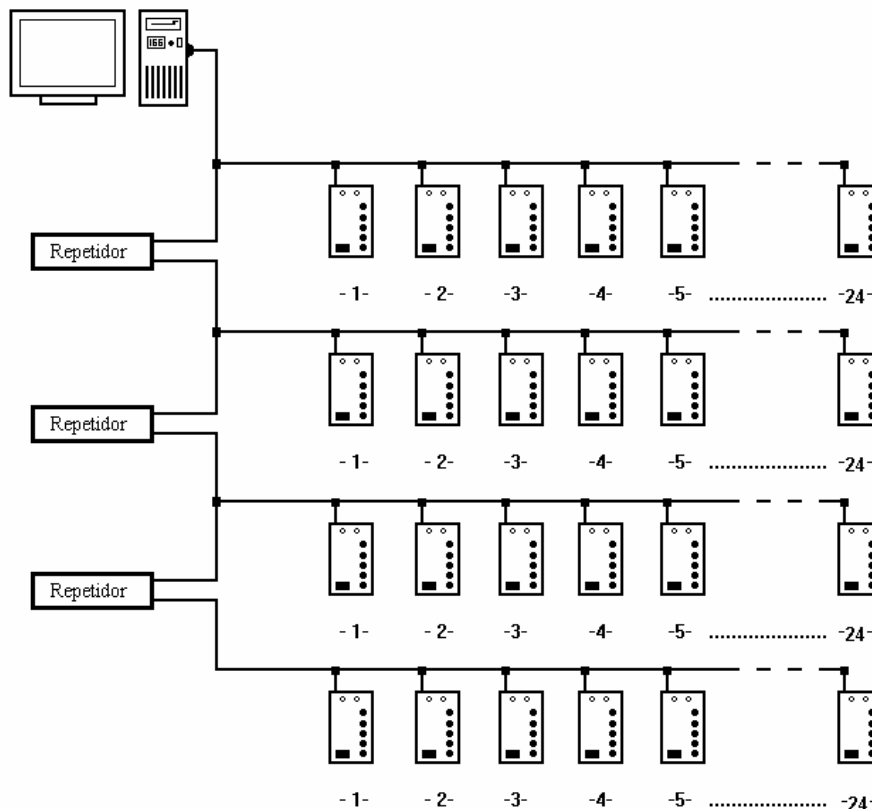 166
Repetidor
- 1- - 2- -3- -4- -5- .................... -24-
Repetidor
- 1- - 2- -3- -4- -5- .................... -24-
Repetidor
- 1- - 2- -3- -4- -5- .................... -24-
- 1- - 2- -3- -4- -5- .................... -24-